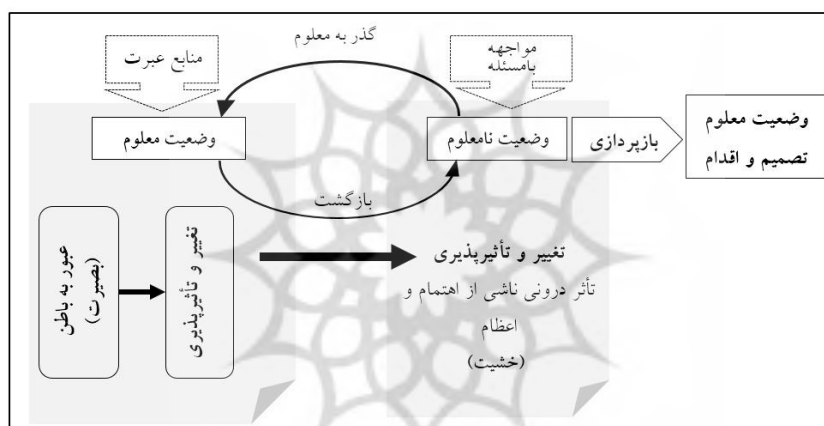 گذر به معلوم
مواجهه
بامسئله
منابع عبرت
وضعیت معلوم
تصمیم و اقدام
بازپردازی
وضعیت نامعلوم
وضعیت معلوم
بازگشت
تغییر و تأثیرپذیری
تأثر درونی ناشی از اهتمام و
اعظام
(خشیت)
تغییر و تأثیرپذیری
عبور به باطن
(بصیرت)